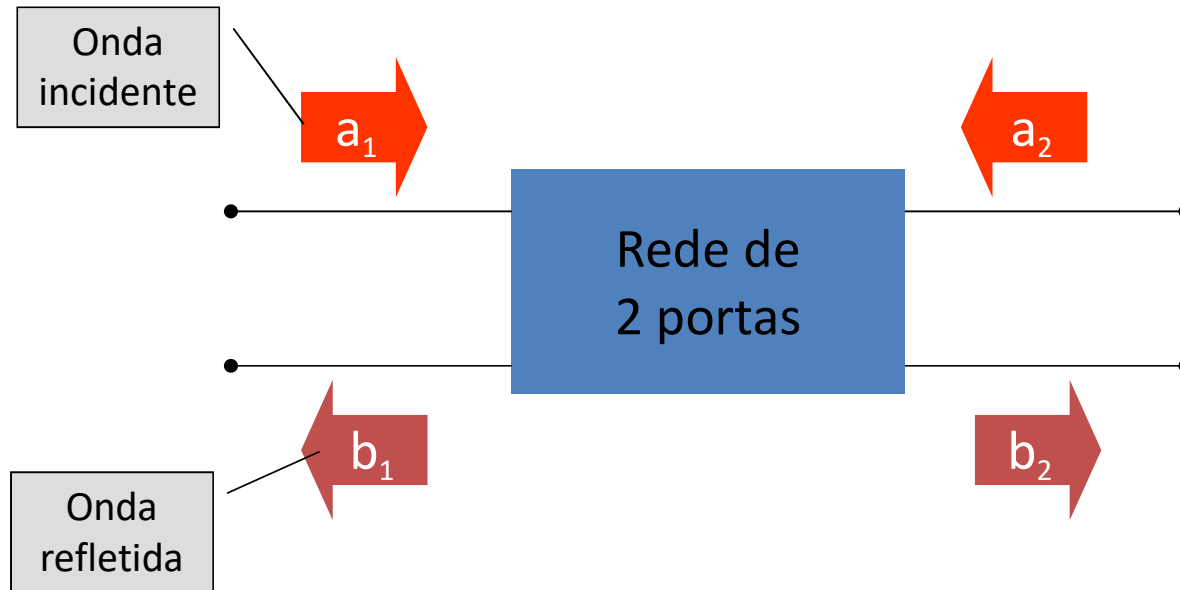 Onda
incidente
a₁
a₂
Rede de
2 portas
b₁
b₂
Onda
refletida